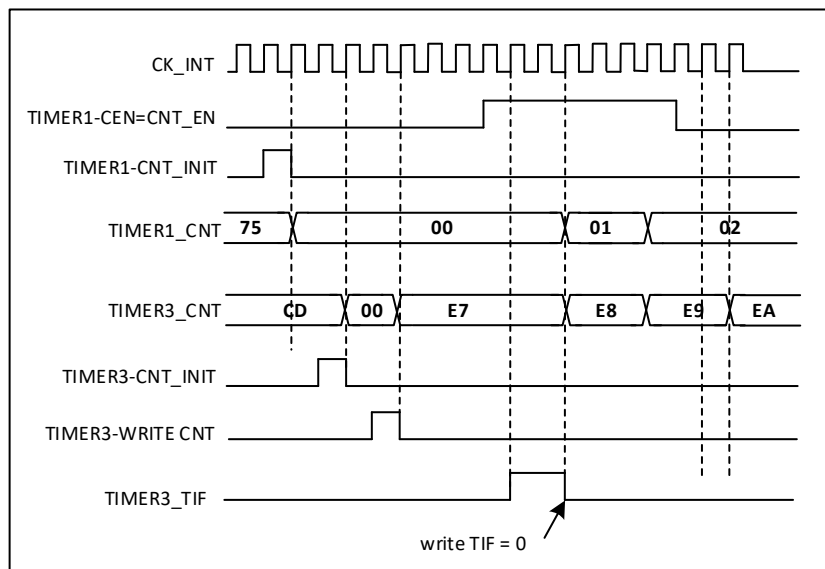 CK_INT
TIMER1-CEN=CNT_EN
TIMER1-CNT_INIT
TIMER1_CNT 75 00 01 02
TIMER3_CNT CD 00 E7 E8 E9 EA
TIMER3-CNT_INIT
TIMER3-WRITE CNT
TIMER3_TIF
write TIF = 0